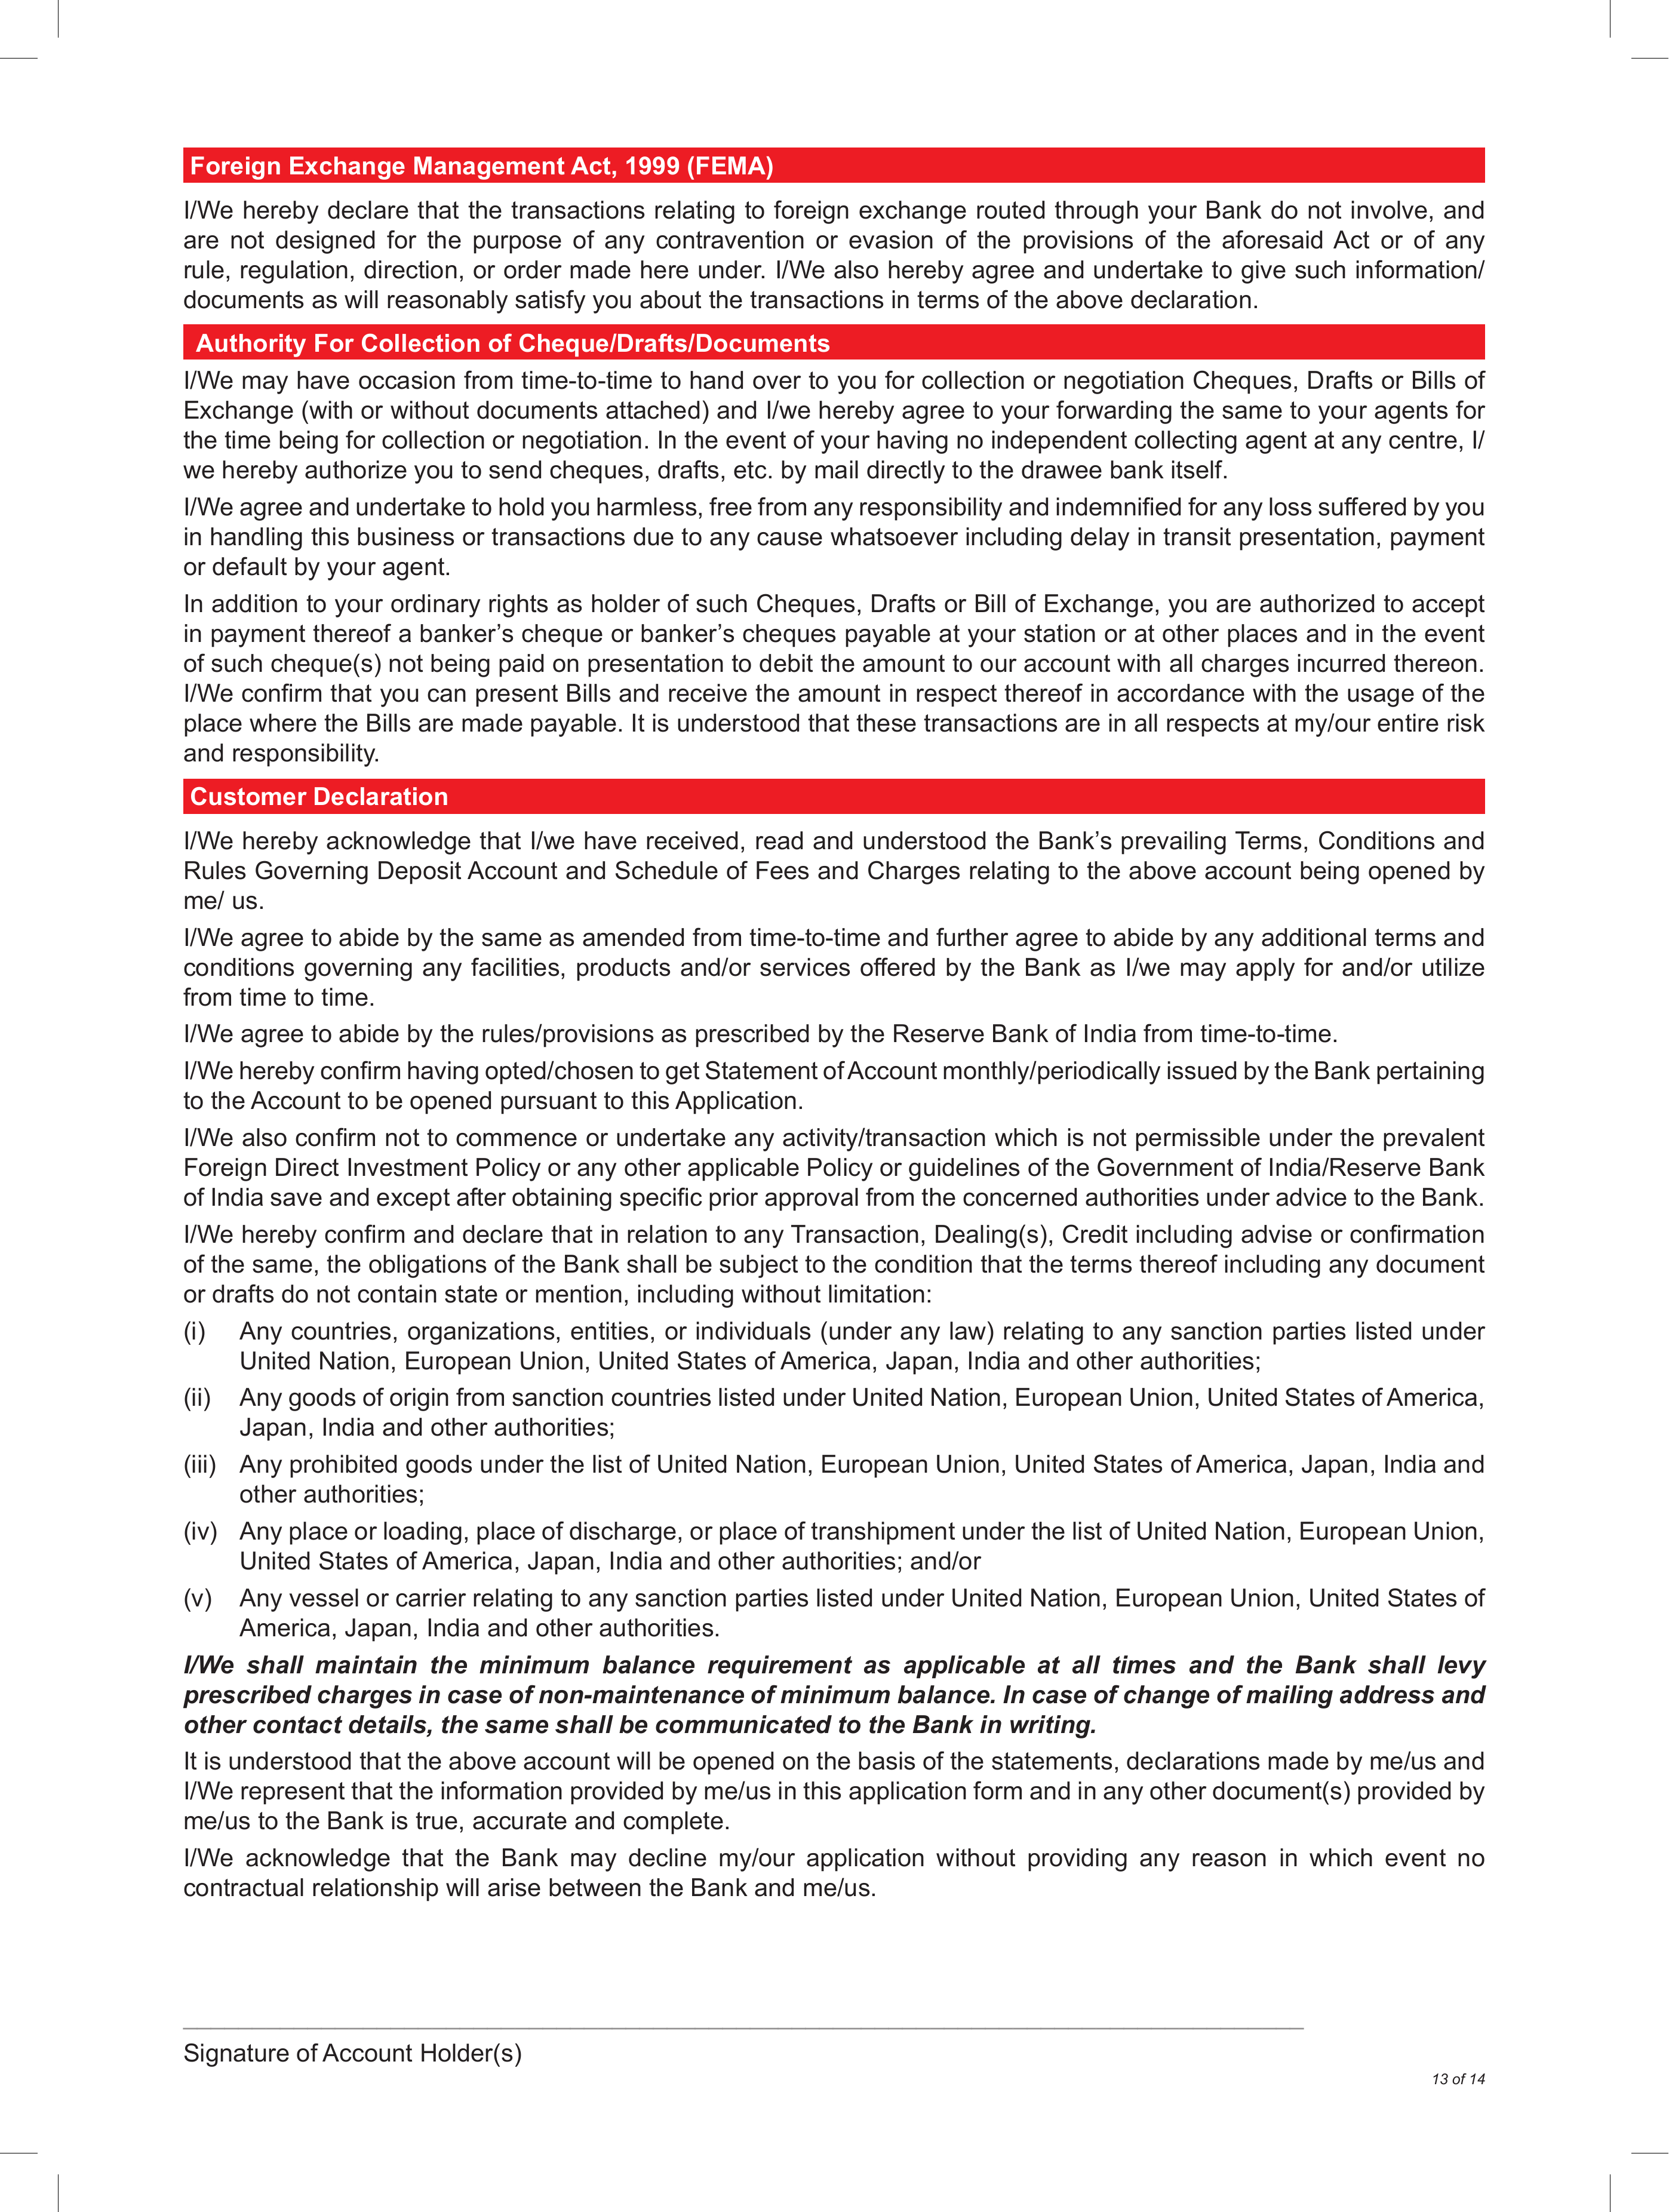 Foreign Exchange Management Act, 1999 (FEMA)
I/We hereby declare that the transactions relating to foreign exchange routed through your Bank do not involve, and
are not designed for the purpose of any contravention or evasion of the provisions of the aforesaid Act or of any
rule, regulation, direction, or order made here under. I/We also hereby agree and undertake to give such information/
documents as will reasonably satisfy you about the transactions in terms of the above declaration.
Authority For Collection of Cheque/Drafts/Documents
I/We may have occasion from time-to-time to hand over to you for collection or negotiation Cheques, Drafts or Bills of
Exchange (with or without documents attached) and I/we hereby agree to your forwarding the same to your agents for
the time being for collection or negotiation. In the event of your having no independent collecting agent at any centre, I/
we hereby authorize you to send cheques, drafts, etc. by mail directly to the drawee bank itself.
I/We agree and undertake to hold you harmless, free from any responsibility and indemnified for any loss suffered by you
in handling this business or transactions due to any cause whatsoever including delay in transit presentation, payment
or default by your agent.
In addition to your ordinary rights as holder of such Cheques, Drafts or Bill of Exchange, you are authorized to accept
in payment thereof a banker’s cheque or banker’s cheques payable at your station or at other places and in the event
of such cheque(s) not being paid on presentation to debit the amount to our account with all charges incurred thereon.
I/We confirm that you can present Bills and receive the amount in respect thereof in accordance with the usage of the
place where the Bills are made payable. It is understood that these transactions are in all respects at my/our entire risk
and responsibility.
Customer Declaration
I/We hereby acknowledge that I/we have received, read and understood the Bank’s prevailing Terms, Conditions and
Rules Governing Deposit Account and Schedule of Fees and Charges relating to the above account being opened by
me/ us.
I/We agree to abide by the same as amended from time-to-time and further agree to abide by any additional terms and
conditions governing any facilities, products and/or services offered by the Bank as I/we may apply for and/or utilize
from time to time.
I/We agree to abide by the rules/provisions as prescribed by the Reserve Bank of India from time-to-time.
I/We hereby confirm having opted/chosen to get Statement of Account monthly/periodically issued by the Bank pertaining
to the Account to be opened pursuant to this Application.
I/We also confirm not to commence or undertake any activity/transaction which is not permissible under the prevalent
Foreign Direct Investment Policy or any other applicable Policy or guidelines of the Government of India/Reserve Bank
of India save and except after obtaining specific prior approval from the concerned authorities under advice to the Bank.
I/We hereby confirm and declare that in relation to any Transaction, Dealing(s), Credit including advise or confirmation
of the same, the obligations of the Bank shall be subject to the condition that the terms thereof including any document
or drafts do not contain state or mention, including without limitation:
(i) Any countries, organizations, entities, or individuals (under any law) relating to any sanction parties listed under
United Nation, European Union, United States of America, Japan, India and other authorities;
(ii) Any goods of origin from sanction countries listed under United Nation, European Union, United States of America,
Japan, India and other authorities;
(iii) Any prohibited goods under the list of United Nation, European Union, United States of America, Japan, India and
other authorities;
(iv) Any place or loading, place of discharge, or place of transhipment under the list of United Nation, European Union,
United States of America, Japan, India and other authorities; and/or
(v) Any vessel or carrier relating to any sanction parties listed under United Nation, European Union, United States of
America, Japan, India and other authorities.
I/We shall maintain the minimum balance requirement as applicable at all times and the Bank shall levy
prescribed charges in case of non-maintenance of minimum balance. In case of change of mailing address and
other contact details, the same shall be communicated to the Bank in writing.
It is understood that the above account will be opened on the basis of the statements, declarations made by me/us and
I/We represent that the information provided by me/us in this application form and in any other document(s) provided by
me/us to the Bank is true, accurate and complete.
I/We acknowledge that the Bank may decline my/our application without providing any reason in which event no
contractual relationship will arise between the Bank and me/us.
Signature of Account Holder(s)
13 of 14